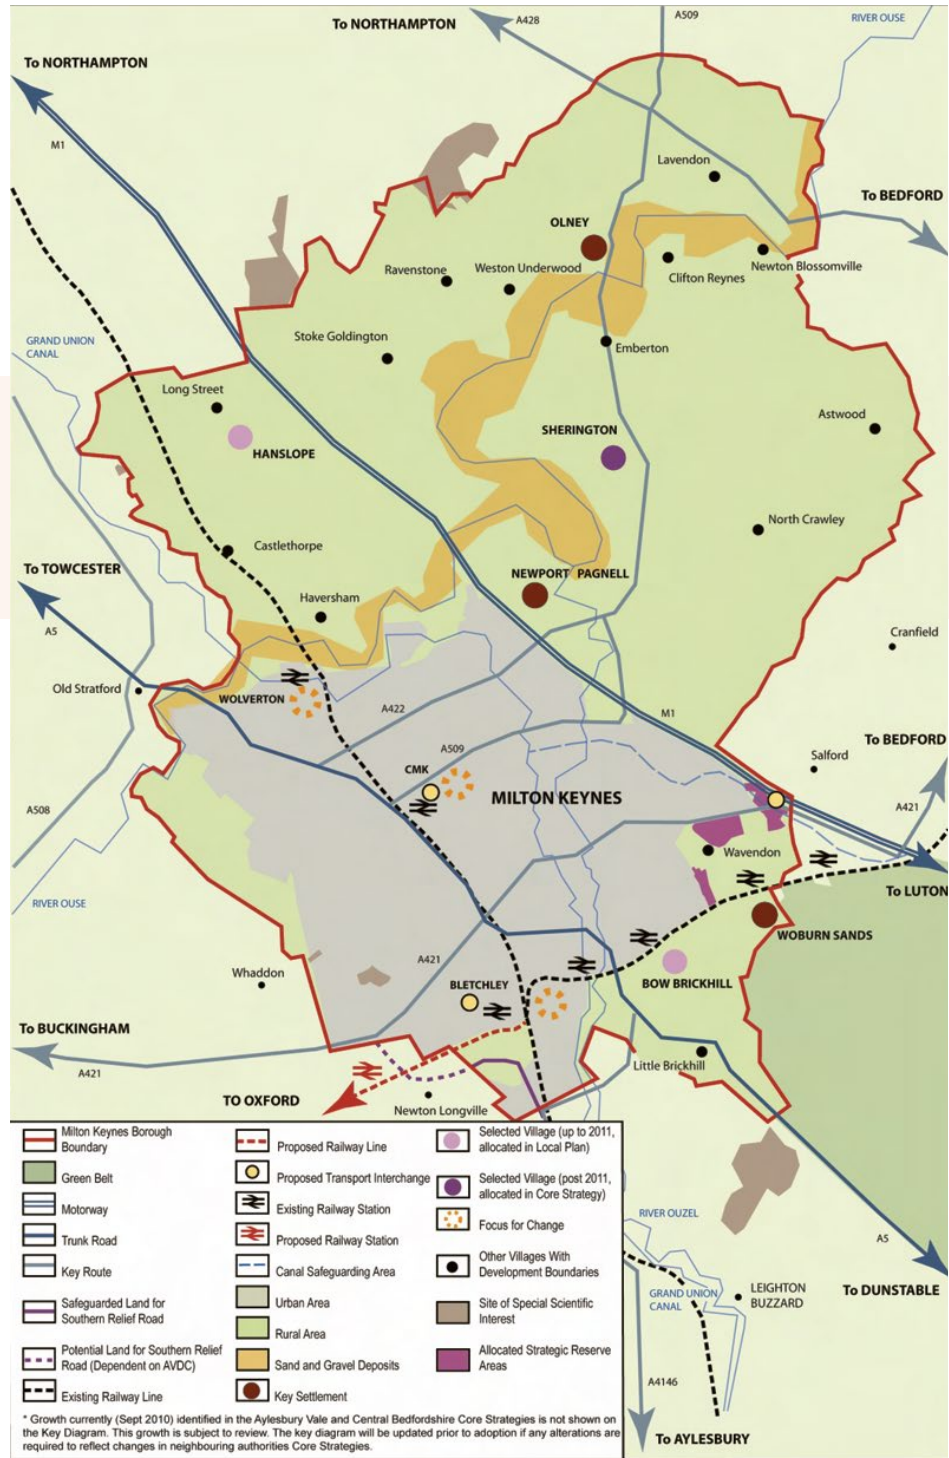 To NORTHAMPTON
A428
A509
RIVER OUSE
To NORTHAMPTON
M1
Lavendon
To BEDFORD
OLNEY
Ravenstone
Weston Underwood
Clifton Reynes
Newton Blossomville
GRAND UNION
CANAL
Stoke Goldington
Emberton
Long Street
Astwood
SHERINGTON
HANSLOPE
North Crawley
Castlethorpe
To TOWCESTER
NEWPORT PAGNELL
Haversham
A5
Cranfield
Old Stratford
WOLVERTON
A422
M1
To BEDFORD
A509
Salford
CMK
MILTON KEYNES
A508
A421
Wavendon
To LUTON
RIVER OUSE
WOBURN SANDS
A421
Whaddon
BLETCHLEY
BOW BRICKHILL
To BUCKINGHAM
A421
Little Brickhill
TO OXFORD
Newton Longville
Milton Keynes Borough
Boundary
Green Belt
Motorway
Trunk Road
Key Route
Safeguarded Land for
Southern Relief Road
Potential Land for Southern Relief
Road (Dependent on AVDC)
Existing Railway Line
Proposed Railway Line
Proposed Transport Interchange
Existing Railway Station
Proposed Railway Station
Canal Safeguarding Area
Urban Area
Rural Area
Sand and Gravel Deposits
Key Settlement
Selected Village (up to 2011,
allocated in Local Plan)
Selected Village (post 2011,
allocated in Core Strategy)
Focus for Change
Other Villages With
Development Boundaries
Site of Special Scientific
Interest
Allocated Strategic Reserve
Areas
* Growth currently (Sept 2010) identified in the Aylesbury Vale and Central Bedfordshire Core Strategies is not shown on
the Key Diagram. This growth is subject to review. The key diagram will be updated prior to adoption if any alterations are
required to reflect changes in neighbouring authorities Core Strategies.
RIVER OUZEL
A5
GRAND UNION
CANAL
LEIGHTON
BUZZARD
To DUNSTABLE
A4146
To AYLESBURY